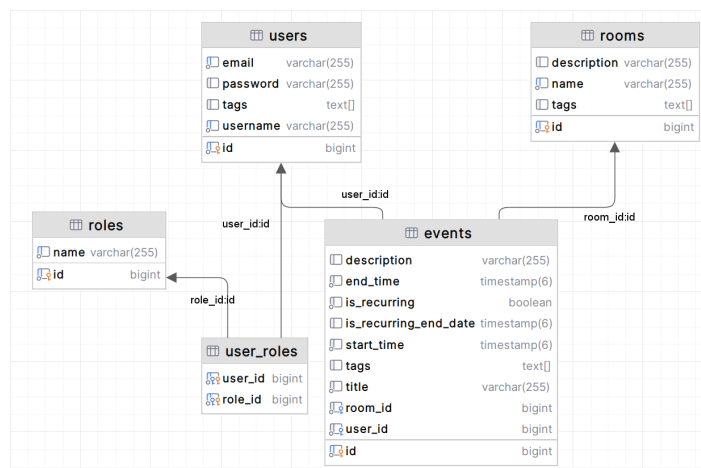 users
email varchar(255)
password varchar(255)
tags text[]
username varchar(255)
id bigint
rooms
description varchar(255)
name varchar(255)
tags text[]
id bigint
user_id:id
room_id:id
user_id:id
roles
name varchar(255)
id bigint
role_id:id
events
description varchar(255)
end_time timestamp(6)
is_recurring boolean
is_recurring_end_date timestamp(6)
start_time timestamp(6)
tags text[]
title varchar(255)
room_id bigint
user_id bigint
id bigint
user_roles
user_id bigint
role_id bigint